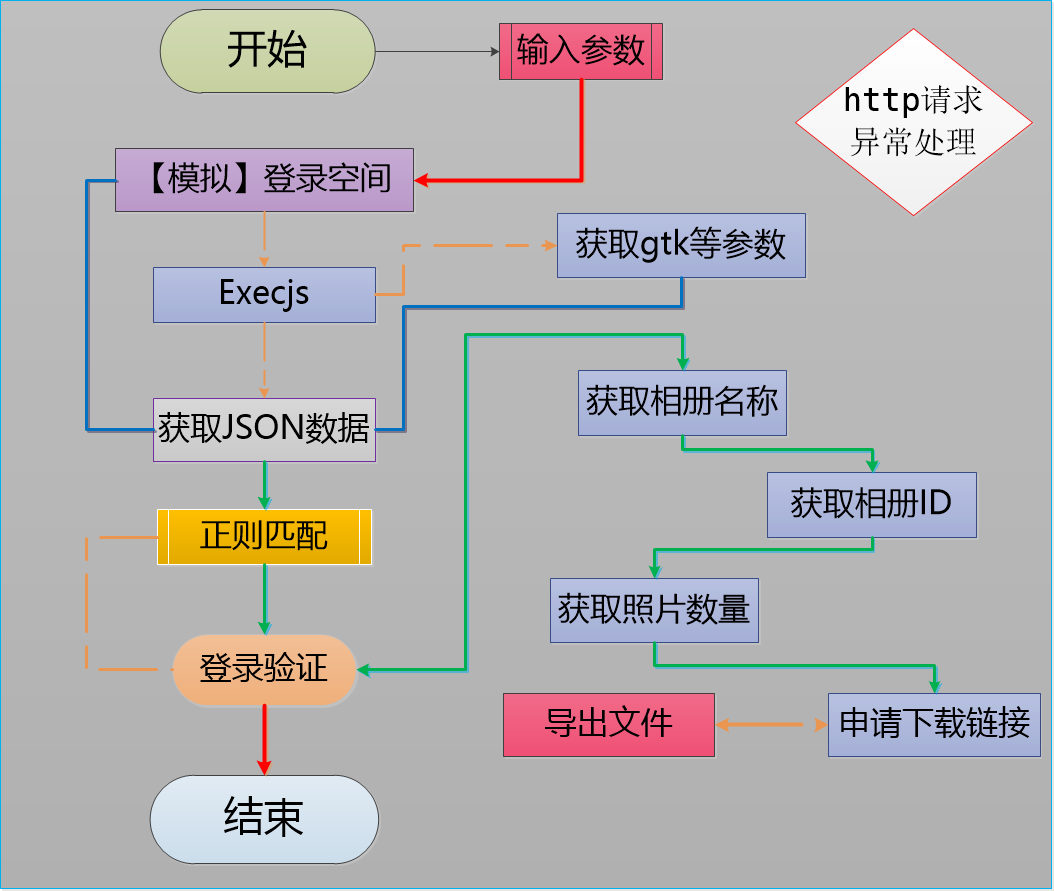 开始
输入参数
http请求
异常处理
【模拟】登录空间
获取gtk等参数
Execjs
获取相册名称
获取JSON数据
获取相册ID
正则匹配
获取照片数量
登录验证
导出文件
申请下载链接
结束